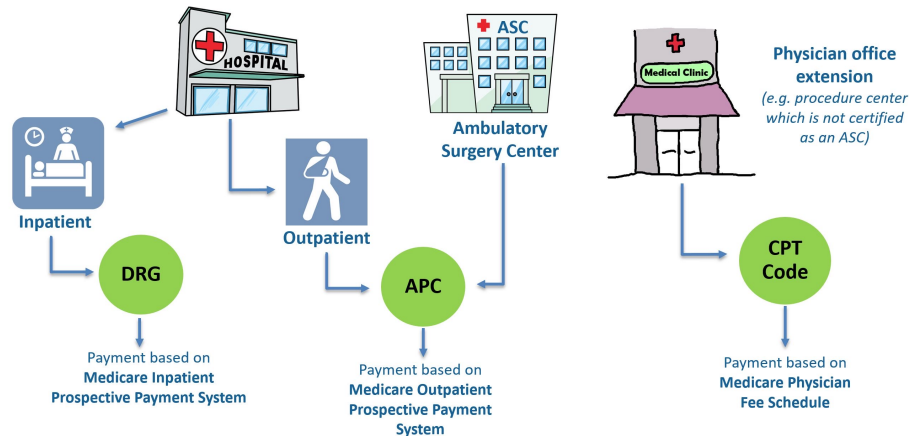 HOSPITAL
ASC
Medical Clinic
Physician office
extension
(e.g. procedure center
which is not certified
as an ASC)
Ambulatory
Surgery Center
Inpatient
Outpatient
DRG
APC
CPT
Code
Payment based on
Medicare Inpatient
Prospective Payment System
Payment based on
Medicare Outpatient
Prospective Payment
System
Payment based on
Medicare Physician
Fee Schedule